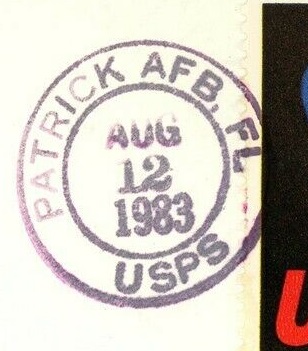 PATRICK AFB, FL
AUG
12
1983
USPS
U